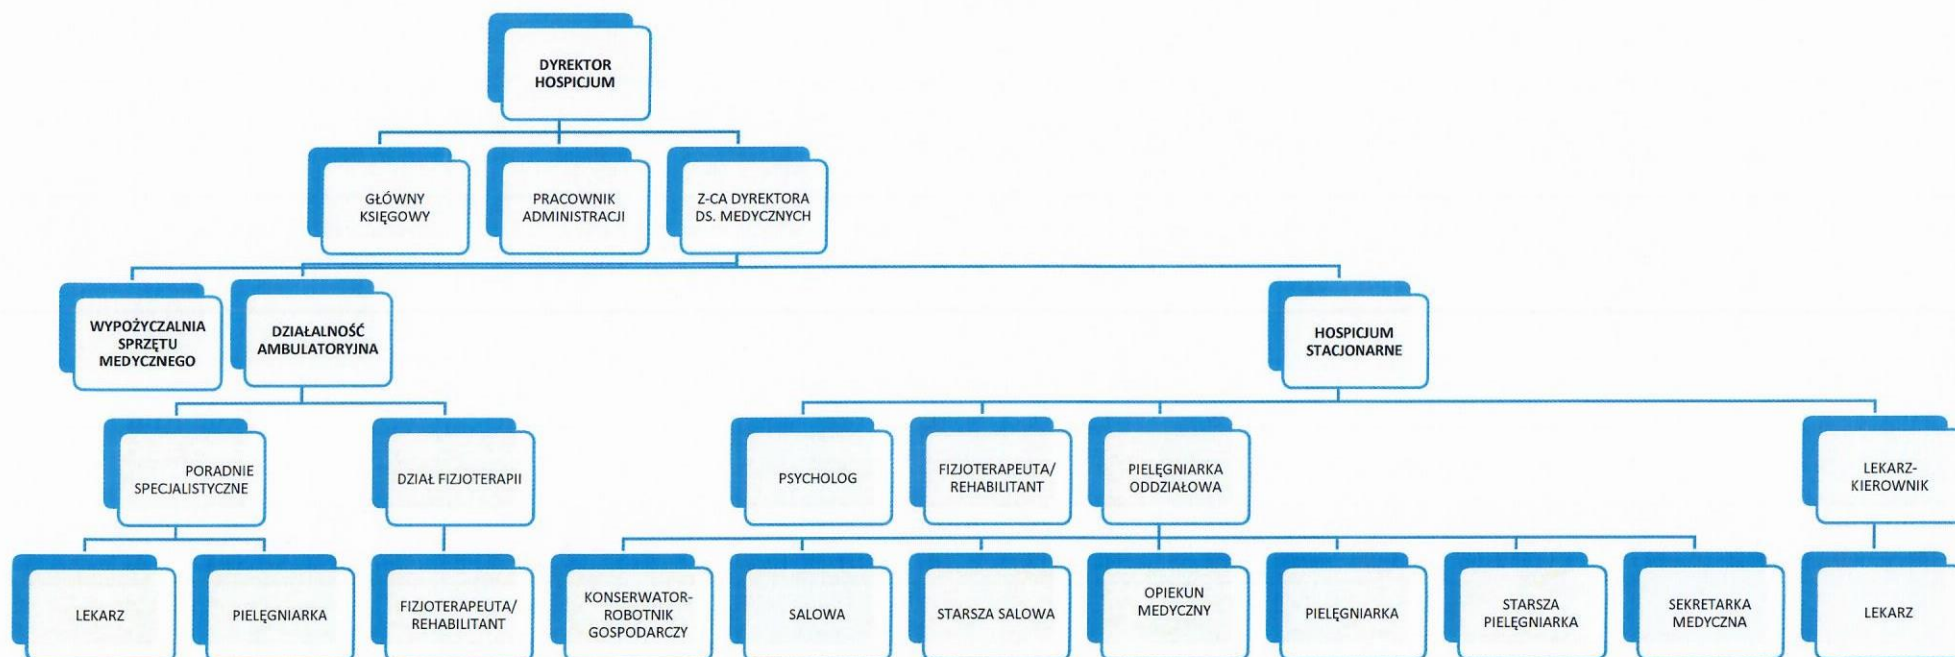 DYREKTOR
HOSPICJUM
GŁÓWNY
KSIĘGOWY
PRACOWNIK
ADMINISTRACJI
Z-CA DYREKTORA
DS. MEDYCZNYCH
WYPOŻYCZALNIA
SPRZĘTU
MEDYCZNEGO
DZIAŁALNOŚĆ
AMBULATORYJNA
HOSPICJUM
STACJONARNE
PORADNIE
SPECJALISTYCZNE
DZIAŁ FIZJOTERAPII
PSYCHOLOG
FIZJOTERAPEUTA/
REHABILITANT
PIELĘGNIARKA
ODDZIAŁOWA
LEKARZ-
KIEROWNIK
LEKARZ
PIELĘGNIARKA
FIZJOTERAPEUTA/
REHABILITANT
KONSERWATOR-
ROBOTNIK
GOSPODARCZY
SALOWA
STARSZA SALOWA
OPIEKUN
MEDYCZNY
PIELĘGNIARKA
STARSZA
PIELĘGNIARKA
SEKRETARKA
MEDYCZNA
LEKARZ